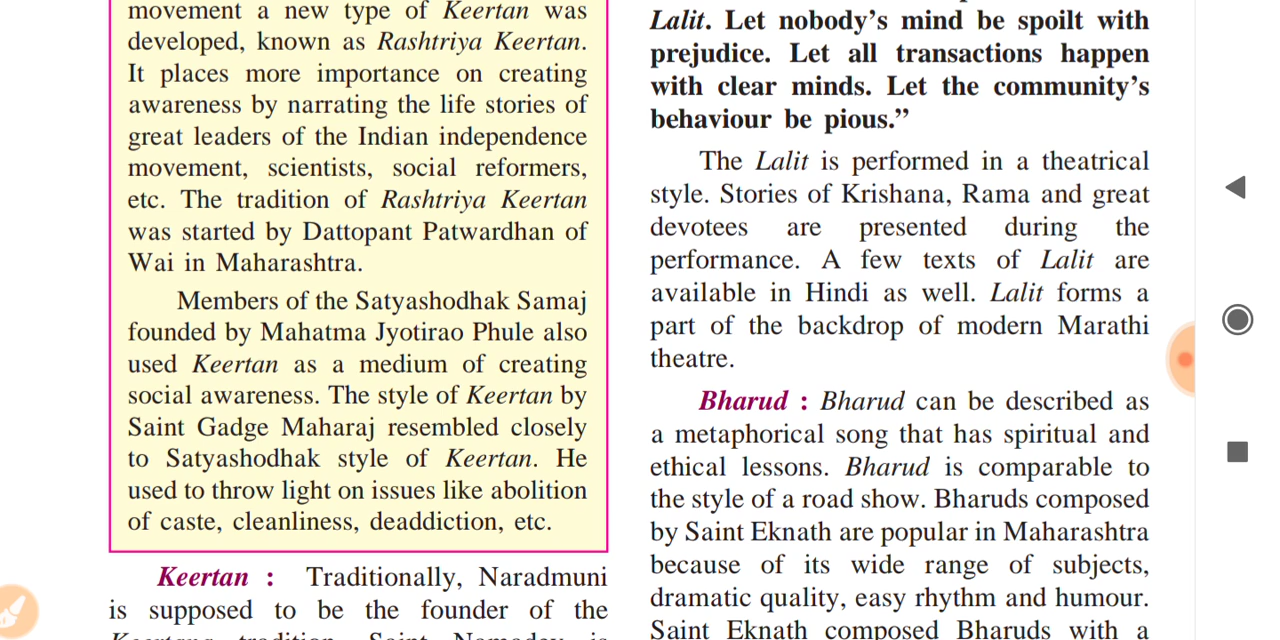 movement a new type of Keertan was
developed, known as Rashtriya Keertan.
It places more importance on creating
awareness by narrating the life stories of
great leaders of the Indian independence
movement, scientists, social reformers,
etc. The tradition of Rashtriya Keertan
was started by Dattopant Patwardhan of
Wai in Maharashtra.
Members of the Satyashodhak Samaj
founded by Mahatma Jyotirao Phule also
used Keertan as a medium of creating
social awareness. The style of Keertan by
Saint Gadge Maharaj resembled closely
to Satyashodhak style of Keertan. He
used to throw light on issues like abolition
of caste, cleanliness, deaddiction, etc.
Keertan : Traditionally, Naradmuni
is supposed to be the founder of the
Keertana tradition. Saint Namadev is
Lalit. Let nobody’s mind be spoilt with
prejudice. Let all transactions happen
with clear minds. Let the community’s
behaviour be pious.”
The Lalit is performed in a theatrical
style. Stories of Krishana, Rama and great
devotees are presented during the
performance. A few texts of Lalit are
available in Hindi as well. Lalit forms a
part of the backdrop of modern Marathi
theatre.
Bharud : Bharud can be described as
a metaphorical song that has spiritual and
ethical lessons. Bharud is comparable to
the style of a road show. Bharuds composed
by Saint Eknath are popular in Maharashtra
because of its wide range of subjects,
dramatic quality, easy rhythm and humour.
Saint Eknath composed Bharuds with a